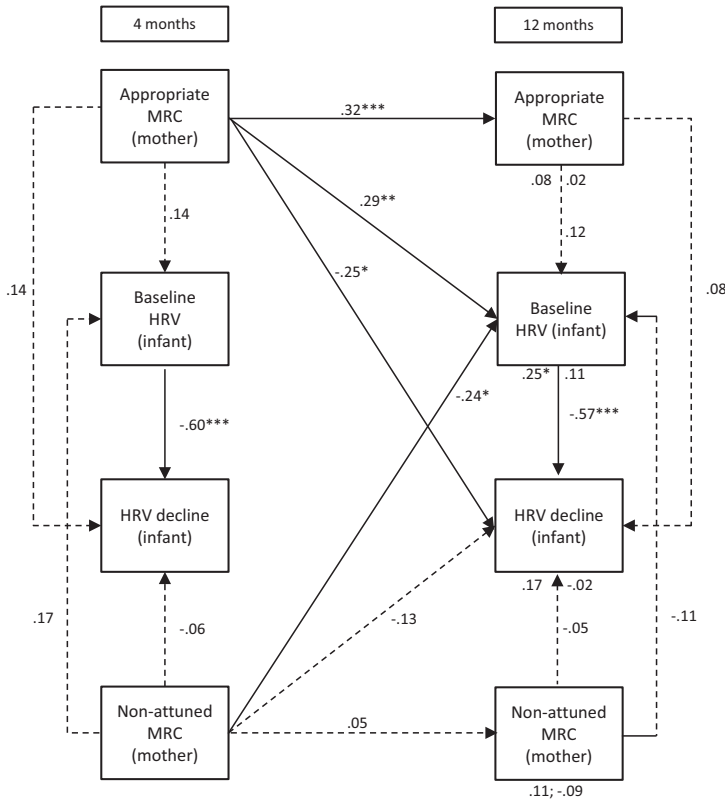 4 months
12 months
Appropriate
MRC
(mother)
.32***
Appropriate
MRC
(mother)
.08
.02
.14
.29**
.12
-.25*
.14
.08
Baseline
HRV
(infant)
Baseline
HRV (infant)
.25*
.11
-.60***
-.24*
-.57***
HRV decline
(infant)
HRV decline
(infant)
.17
-.02
.17
-.06
-.13
-.05
-.11
Non-attuned
MRC
(mother)
.05
Non-attuned
MRC
(mother)
.11; -.09